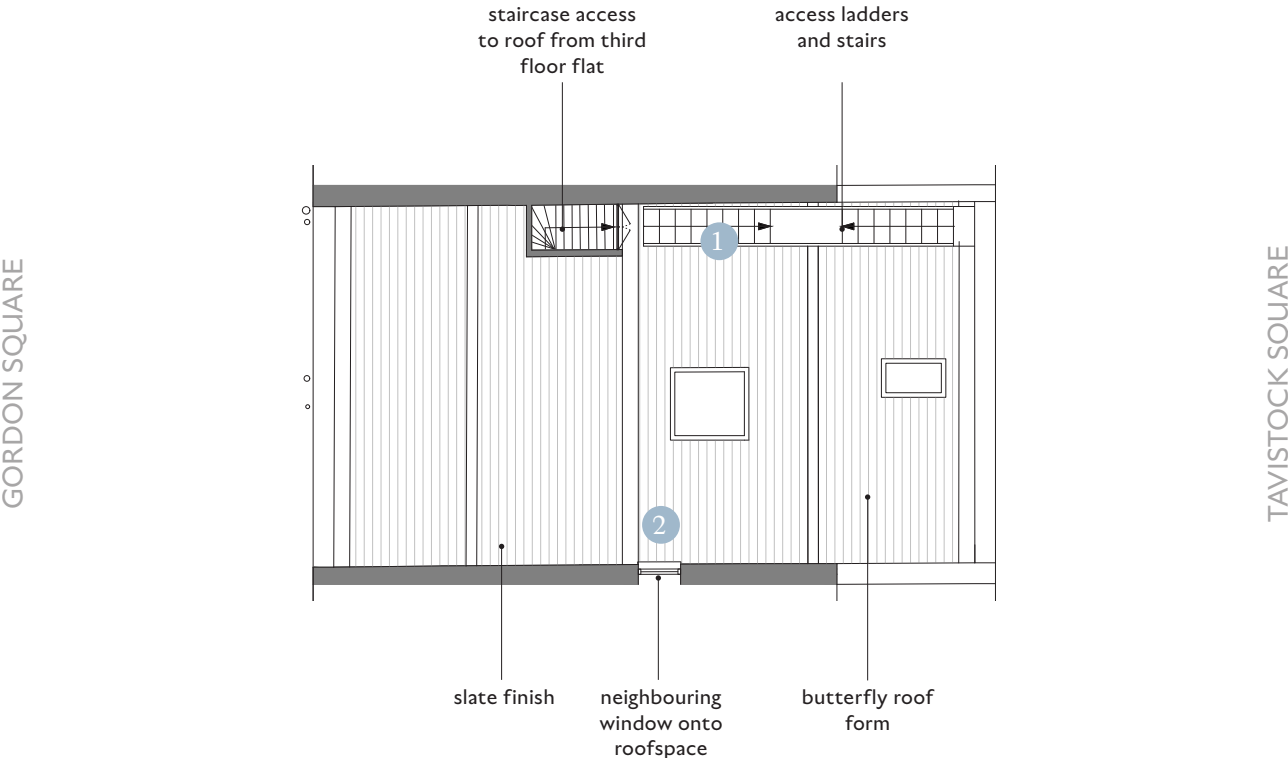 staircase access
to roof from third
floor flat
access ladders
and stairs
GORDON SQUARE
TAVISTOCK SQUARE
1
2
slate finish
neighbouring
window onto
roofspace
butterfly roof
form